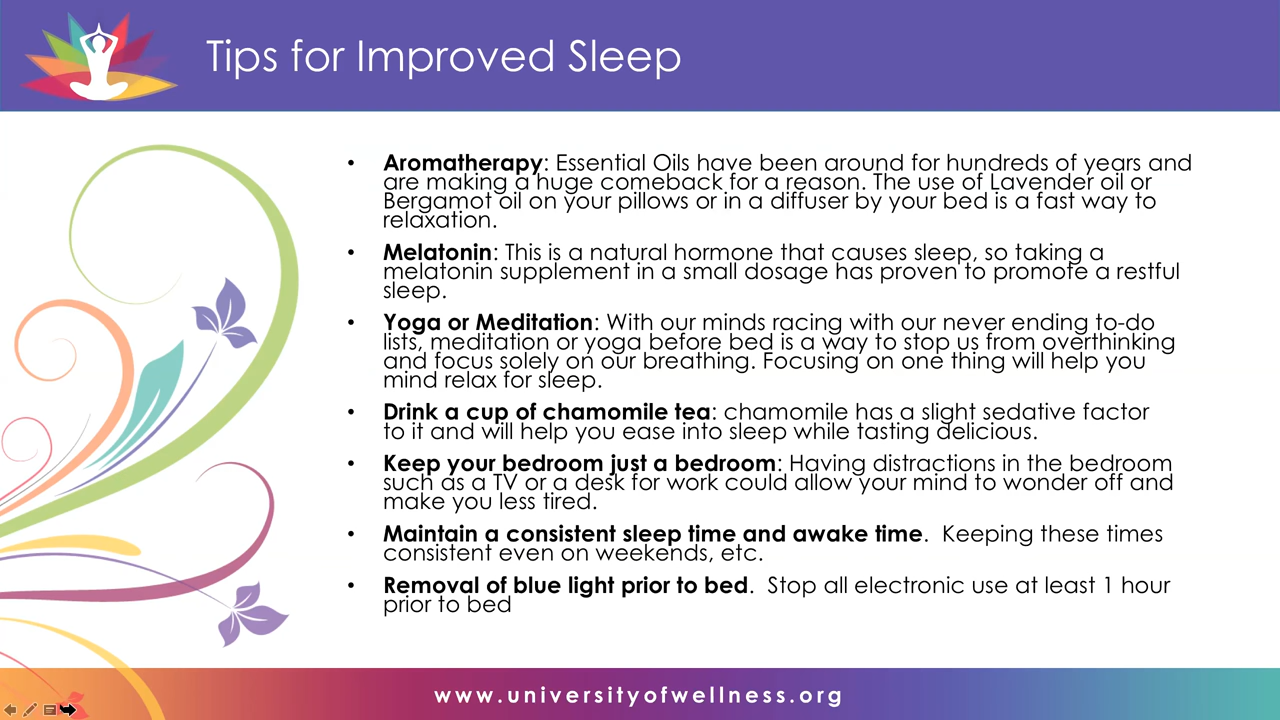 Tips for Improved Sleep
• Aromatherapy: Essential Oils have been around for hundreds of years and
are making a huge comeback for a reason. The use of Lavender oil or
Bergamot oil on your pillows or in a diffuser by your bed is a fast way to
relaxation.
• Melatonin: This is a natural hormone that causes sleep, so taking a
melatonin supplement in a small dosage has proven to promote a restful
sleep.
• Yoga or Meditation: With our minds racing with our never ending to-do
lists, meditation or yoga before bed is a way to stop us from overthinking
and focus solely on our breathing. Focusing on one thing will help you
mind relax for sleep.
• Drink a cup of chamomile tea: chamomile has a slight sedative factor
to it and will help you ease into sleep while tasting delicious.
• Keep your bedroom just a bedroom: Having distractions in the bedroom
such as a TV or a desk for work could allow your mind to wonder off and
make you less tired.
• Maintain a consistent sleep time and awake time.  Keeping these times
consistent even on weekends, etc.
• Removal of blue light prior to bed.  Stop all electronic use at least 1 hour
prior to bed
www.universityofwellness.org